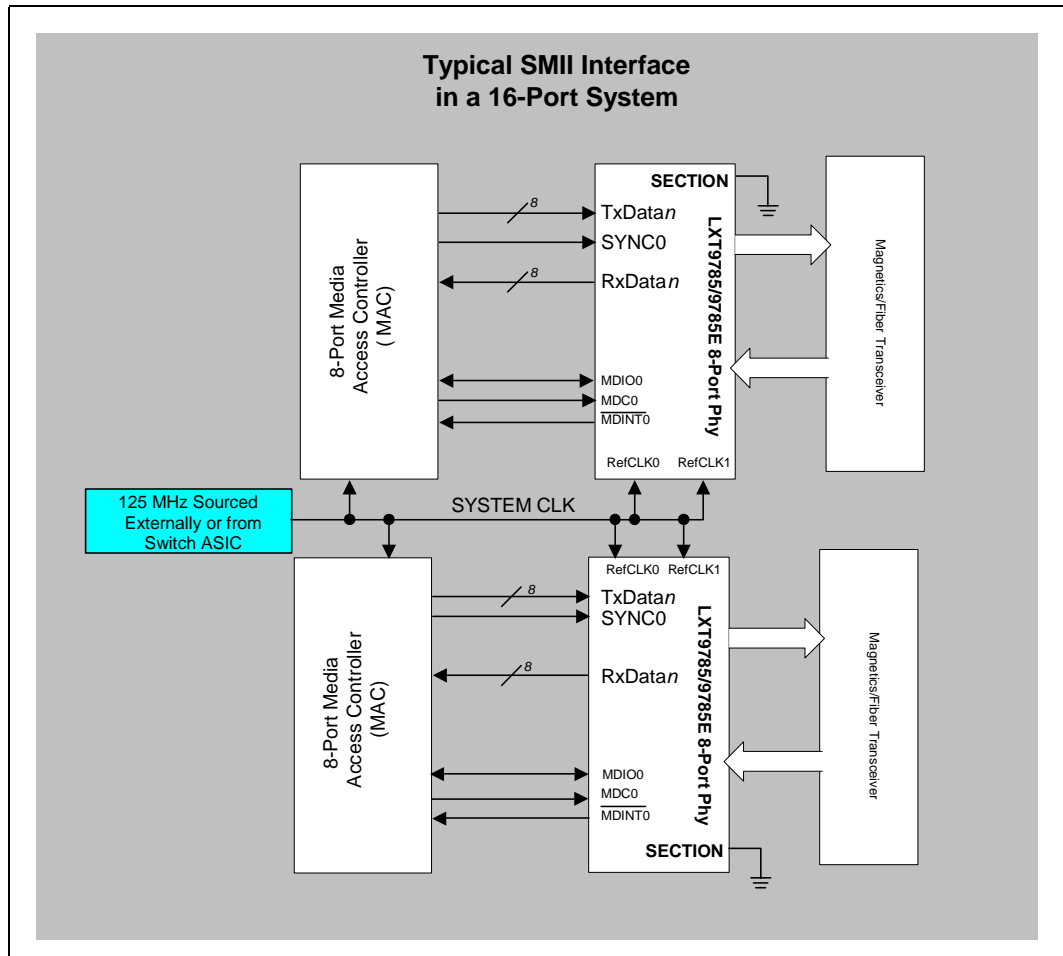 Typical SMII Interface
in a 16-Port System
8-Port Media
Access Controller
( MAC)
8
TxDatan
SYNC0
8
RxDatan
MDIO0
MDC0
MDINT0
SECTION
LXT9785/9785E 8-Port Phy
RefCLK0 RefCLK1
Magnetics/Fiber Transceiver
125 MHz Sourced
Externally or from
Switch ASIC
SYSTEM CLK
8-Port Media
Access Controller
(MAC)
RefCLK0 RefCLK1
8
TxDatan
SYNC0
8
RxDatan
MDIO0
MDC0
MDINT0
LXT9785/9785E 8-Port Phy
SECTION
Magnetics/Fiber Transceiver